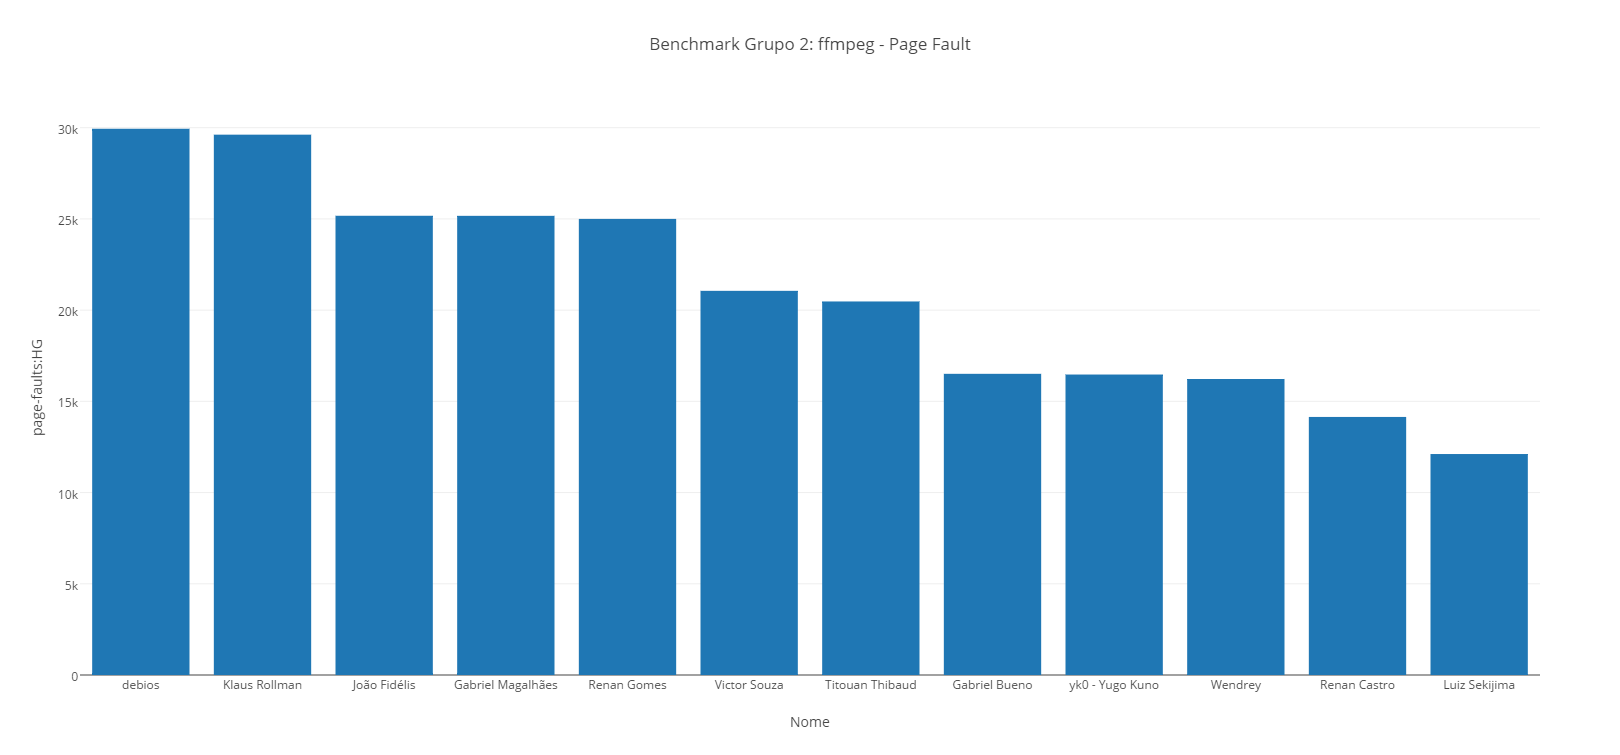 Benchmark Grupo 2: ffmpeg - Page Fault
page-faults:HG
30k
25k
20k
15k
10k
5k
0
debios Klaus Rollman João Fidélis Gabriel Magalhães Renan Gomes Victor Souza Titouan Thibaud Gabriel Bueno yk0 - Yugo Kuno Wendrey Renan Castro Luiz Sekijima
Nome